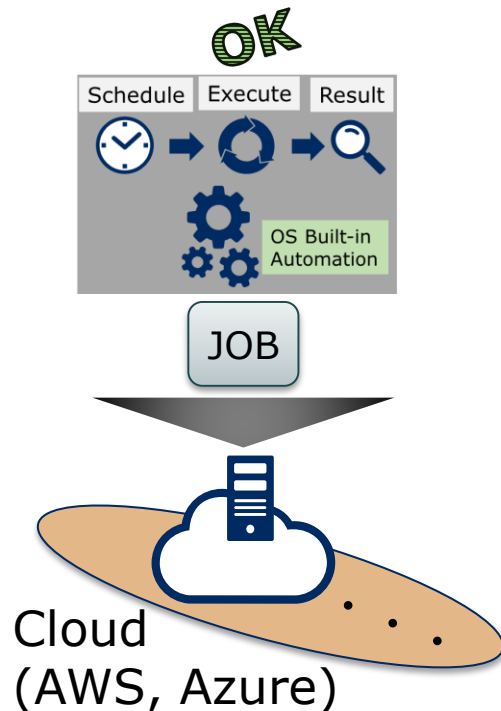 OK
Schedule Execute Result
OS Built-in
Automation
JOB
Cloud
(AWS, Azure)